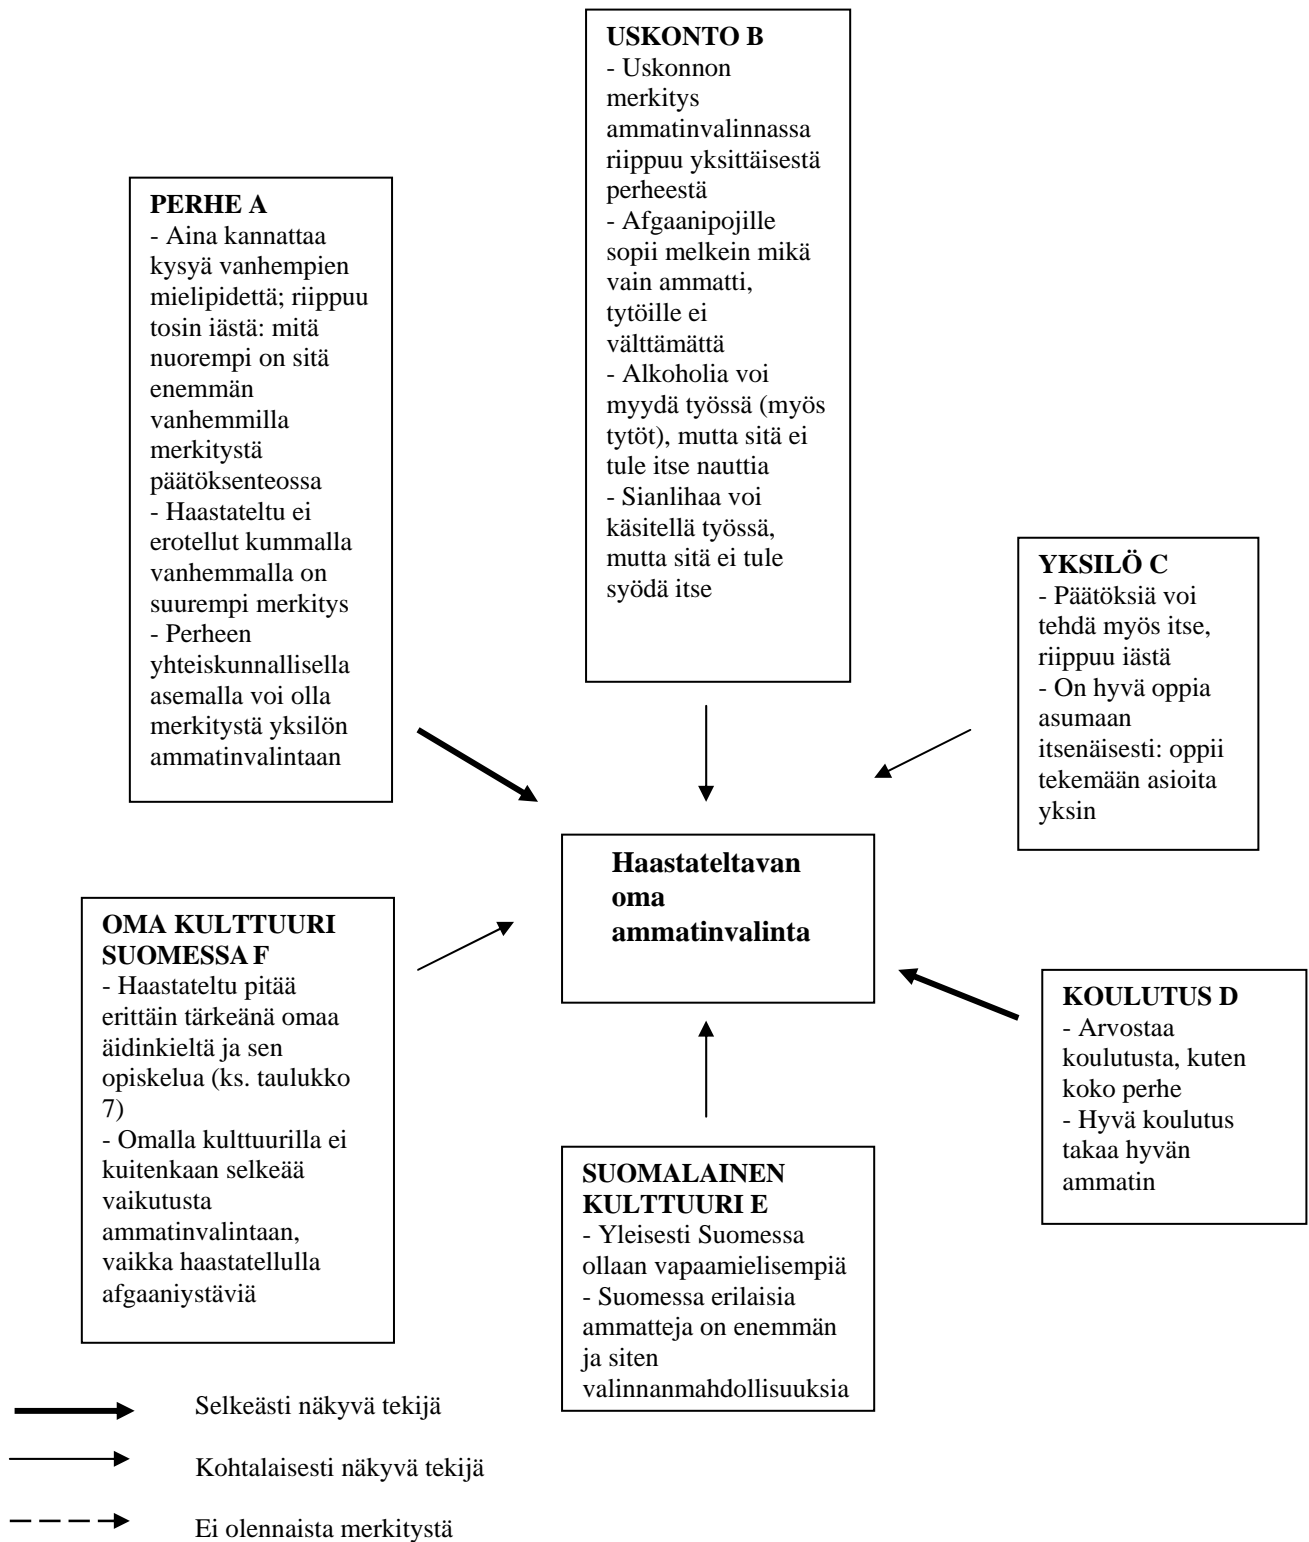 USKONTO B
- Uskonnon
merkitys
ammatinvalinnassa
riippuu yksittäisestä
perheestä
- Afgaanipojille
sopii melkein mikä
vain ammatti,
tytöille ei
välttämättä
- Alkoholia voi
myydä työssä (myös
tytöt), mutta sitä ei
tule itse nauttia
- Sianlihaa voi
käsitellä työssä,
mutta sitä ei tule
syödä itse
PERHE A
- Aina kannattaa
kysyä vanhempien
mielipidettä; riippuu
tosin iästä: mitä
nuorempi on sitä
enemmän
vanhemmilla
merkitystä
päätöksenteossa
- Haastateltu ei
erotellut kummalla
vanhemmalla on
suurempi merkitys
- Perheen
yhteiskunnallisella
asemalla voi olla
merkitystä yksilön
ammatinvalintaan
YKSILÖ C
- Päätöksiä voi
tehdä myös itse,
riippuu iästä
- On hyvä oppia
asumaan
itsenäisesti: oppii
tekemään asioita
yksin
Haastateltavan
oma
ammatinvalinta
OMA KULTTUURI
SUOMESSA F
- Haastateltu pitää
erittäin tärkeänä omaa
äidinkieltä ja sen
opiskelua (ks. taulukko
7)
- Omalla kulttuurilla ei
kuitenkaan selkeää
vaikutusta
ammatinvalintaan,
vaikka haastatellulla
afgaaniystäviä
KOULUTUS D
- Arvostaa
koulutusta, kuten
koko perhe
- Hyvä koulutus
takaa hyvän
ammatin
SUOMALAINEN
KULTTUURI E
- Yleisesti Suomessa
ollaan vapaamielisempiä
- Suomessa erilaisia
ammatteja on enemmän
ja siten
valinnanmahdollisuuksia
Selkeästi näkyvä tekijä
Kohtalaisesti näkyvä tekijä
Ei olennaista merkitystä